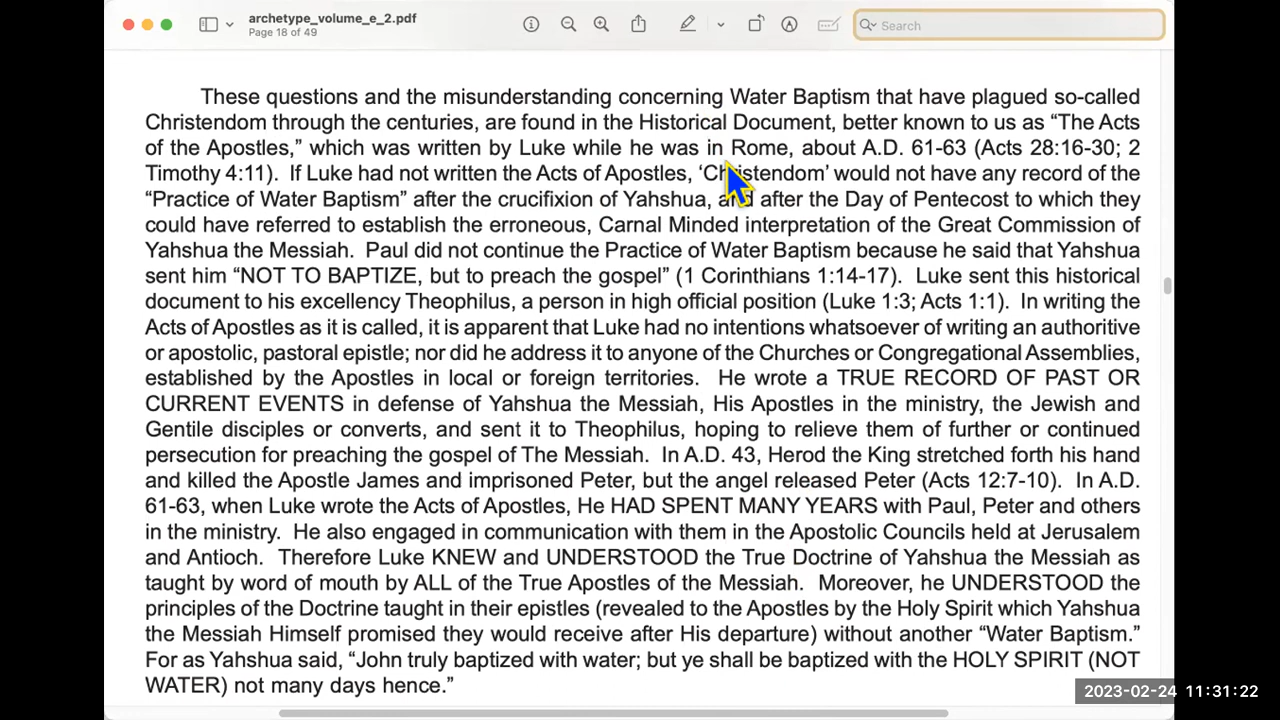 archetype_volume_e_2.pdf
Page 18 of 49
Search
These questions and the misunderstanding concerning Water Baptism that have plagued so-called
Christendom through the centuries, are found in the Historical Document, better known to us as “The Acts
of the Apostles,” which was written by Luke while he was in Rome, about A.D. 61-63 (Acts 28:16-30; 2
Timothy 4:11). If Luke had not written the Acts of Apostles, ‘Christendom’ would not have any record of the
“Practice of Water Baptism” after the crucifixion of Yahshua, and after the Day of Pentecost to which they
could have referred to establish the erroneous, Carnal Minded interpretation of the Great Commission of
Yahshua the Messiah. Paul did not continue the Practice of Water Baptism because he said that Yahshua
sent him “NOT TO BAPTIZE, but to preach the gospel” (1 Corinthians 1:14-17). Luke sent this historical
document to his excellency Theophilus, a person in high official position (Luke 1:3; Acts 1:1). In writing the
Acts of Apostles as it is called, it is apparent that Luke had no intentions whatsoever of writing an authoritive
or apostolic, pastoral epistle; nor did he address it to anyone of the Churches or Congregational Assemblies,
established by the Apostles in local or foreign territories. He wrote a TRUE RECORD OF PAST OR
CURRENT EVENTS in defense of Yahshua the Messiah, His Apostles in the ministry, the Jewish and
Gentile disciples or converts, and sent it to Theophilus, hoping to relieve them of further or continued
persecution for preaching the gospel of The Messiah. In A.D. 43, Herod the King stretched forth his hand
and killed the Apostle James and imprisoned Peter, but the angel released Peter (Acts 12:7-10). In A.D.
61-63, when Luke wrote the Acts of Apostles, He HAD SPENT MANY YEARS with Paul, Peter and others
in the ministry. He also engaged in communication with them in the Apostolic Councils held at Jerusalem
and Antioch. Therefore Luke KNEW and UNDERSTOOD the True Doctrine of Yahshua the Messiah as
taught by word of mouth by ALL of the True Apostles of the Messiah. Moreover, he UNDERSTOOD the
principles of the Doctrine taught in their epistles (revealed to the Apostles by the Holy Spirit which Yahshua
the Messiah Himself promised they would receive after His departure) without another “Water Baptism.”
For as Yahshua said, “John truly baptized with water; but ye shall be baptized with the HOLY SPIRIT (NOT
WATER) not many days hence.”
2023-02-24 11:31:22